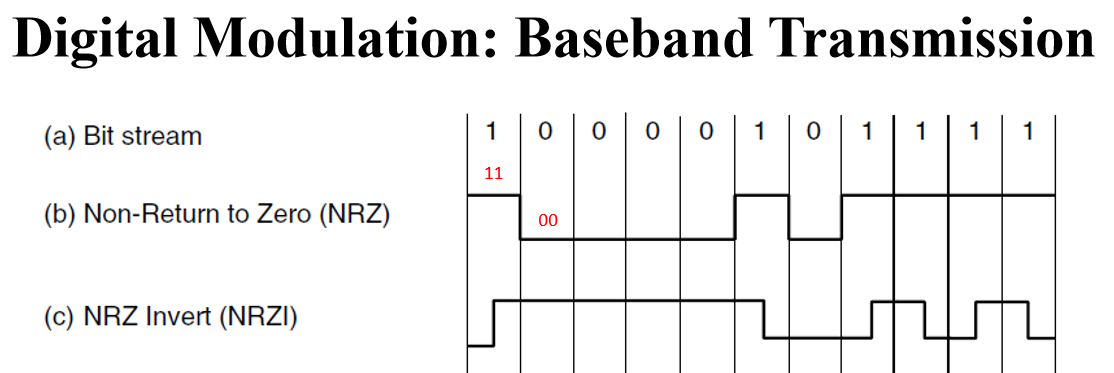 Digital Modulation: Baseband Transmission
(a) Bit stream 1 0 0 0 0 1 0 1 1 1 1
11
(b) Non-Return to Zero (NRZ)
00
(c) NRZ Invert (NRZI)